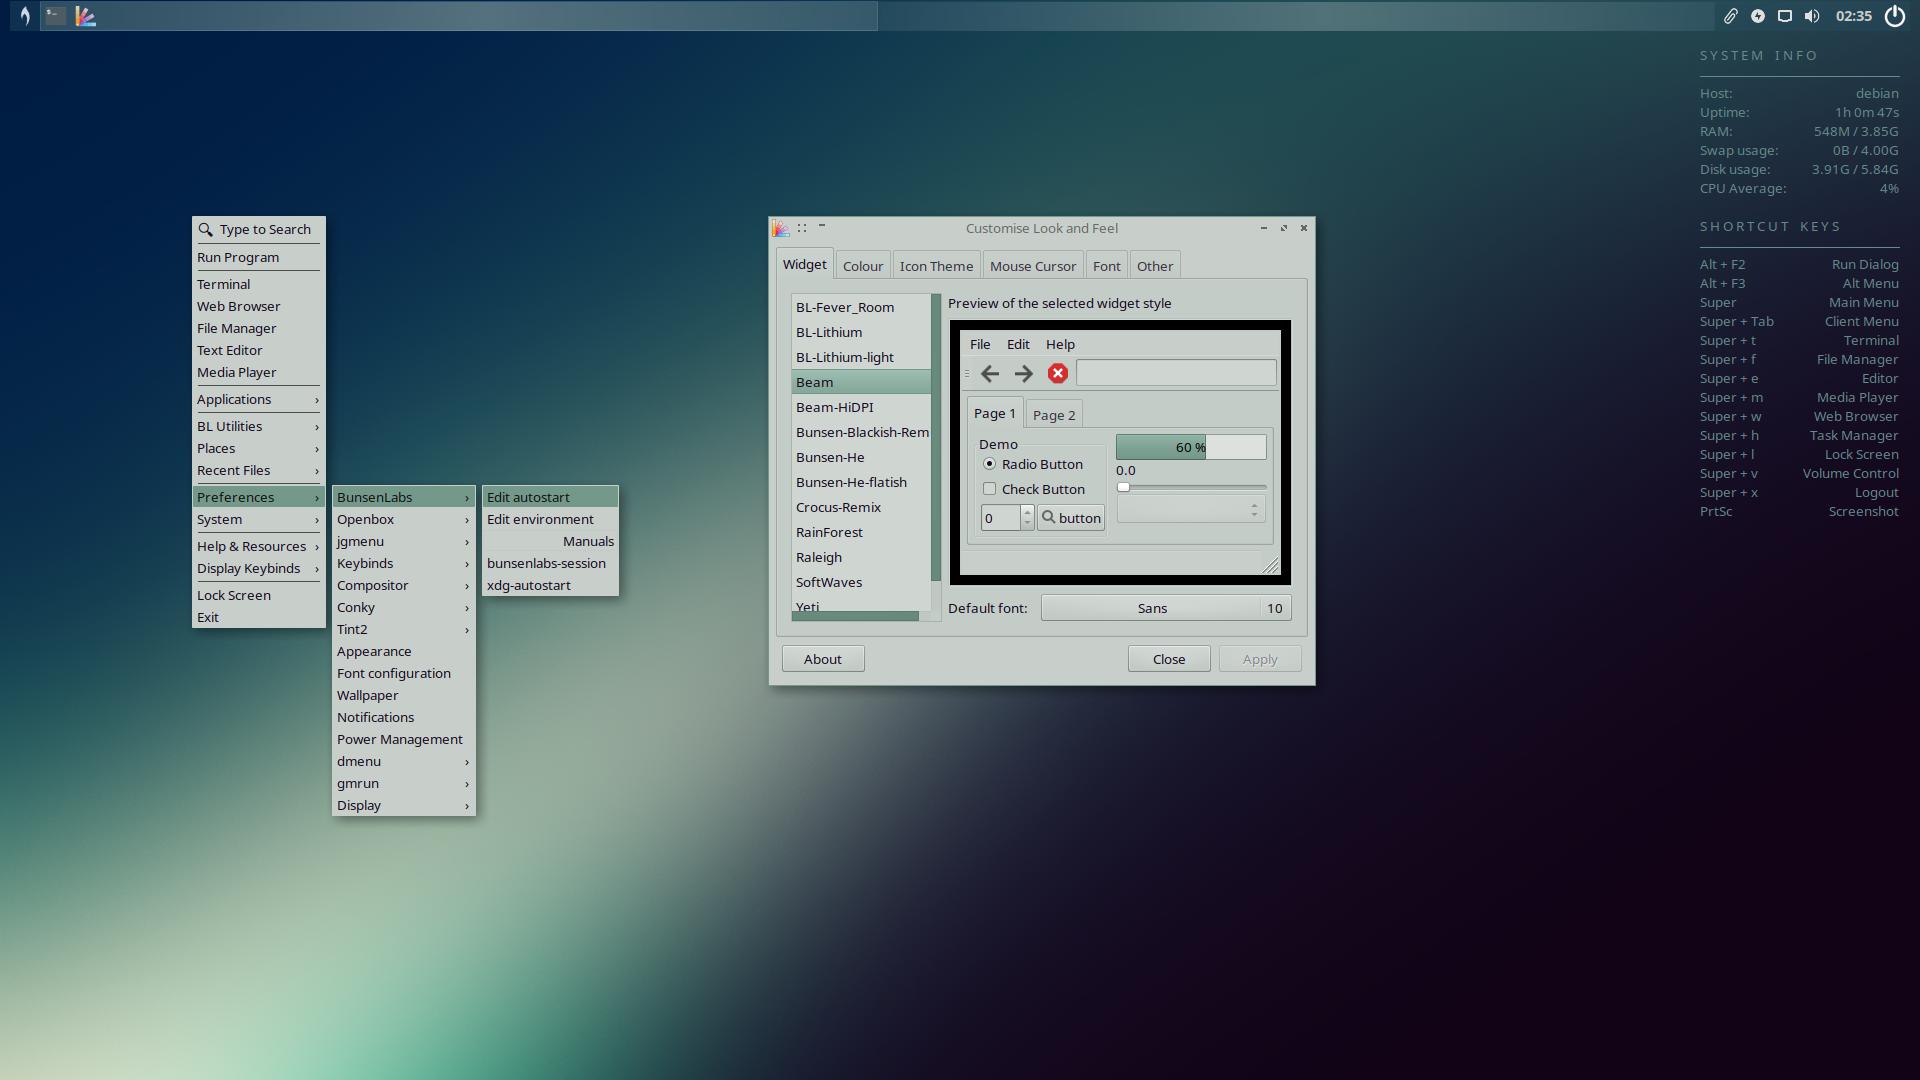 02:35
SYSTEM INFO
Host: debian
Uptime: 1h 0m 47s
RAM: 548M / 3.85G
Swap usage: 0B / 4.00G
Disk usage: 3.91G / 5.84G
CPU Average: 4%
SHORTCUT KEYS
Alt + F2 Run Dialog
Alt + F3 Alt Menu
Super Main Menu
Super + Tab Client Menu
Super + t Terminal
Super + f File Manager
Super + e Editor
Super + m Media Player
Super + w Web Browser
Super + h Task Manager
Super + l Lock Screen
Super + v Volume Control
Super + x Logout
PrtSc Screenshot
Type to Search
Run Program
Terminal
Web Browser
File Manager
Text Editor
Media Player
Applications ›
BL Utilities ›
Places ›
Recent Files ›
Preferences ›
System ›
Help & Resources ›
Display Keybinds ›
Lock Screen
Exit
BunsenLabs ›
Openbox ›
jgmenu ›
Keybinds ›
Compositor ›
Conky ›
Tint2 ›
Appearance
Font configuration
Wallpaper
Notifications
Power Management
dmenu ›
gmrun ›
Display ›
Edit autostart
Edit environment
Manuals
bunsenlabs-session
xdg-autostart
Customise Look and Feel
Widget Colour Icon Theme Mouse Cursor Font Other
BL-Fever_Room
BL-Lithium
BL-Lithium-light
Beam
Beam-HiDPI
Bunsen-Blackish-Rem
Bunsen-He
Bunsen-He-flatish
Crocus-Remix
RainForest
Raleigh
SoftWaves
Yeti
Preview of the selected widget style
File Edit Help
Page 1 Page 2
Demo
Radio Button
Check Button
0 button
60 %
0.0
Default font: Sans 10
About Close Apply